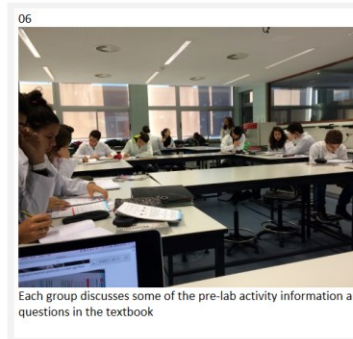 06
Each group discusses some of the pre-lab activity information a
questions in the textbook